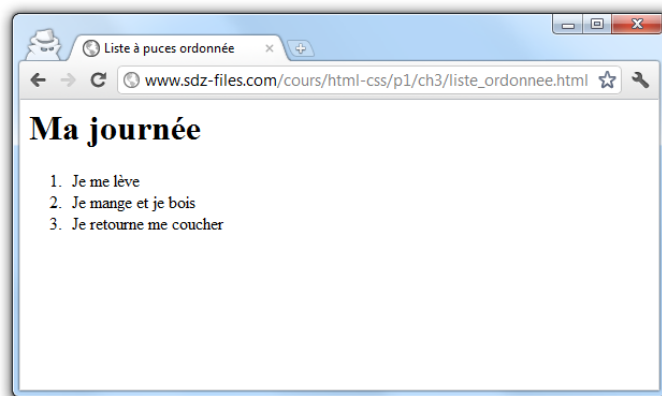 Liste à puces ordonnée
www.sdz-files.com/cours/html-css/p1/ch3/liste_ordonnee.html
Ma journée
1. Je me lève
2. Je mange et je bois
3. Je retourne me coucher